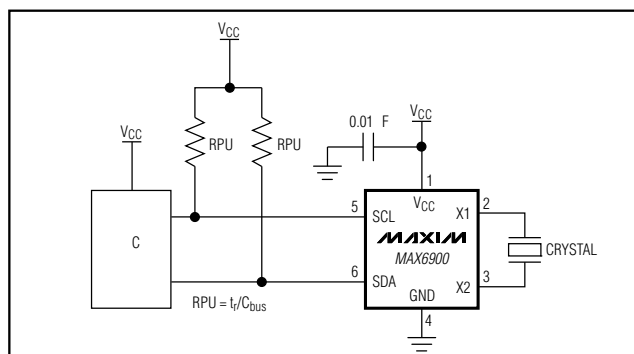 VCC
VCC
0.01 F
VCC
RPU
RPU
1
C
5
SCL
VCC
X1
2
MAXIM
MAX6900
CRYSTAL
6
SDA
X2
3
RPU = tr/Cbus
GND
4